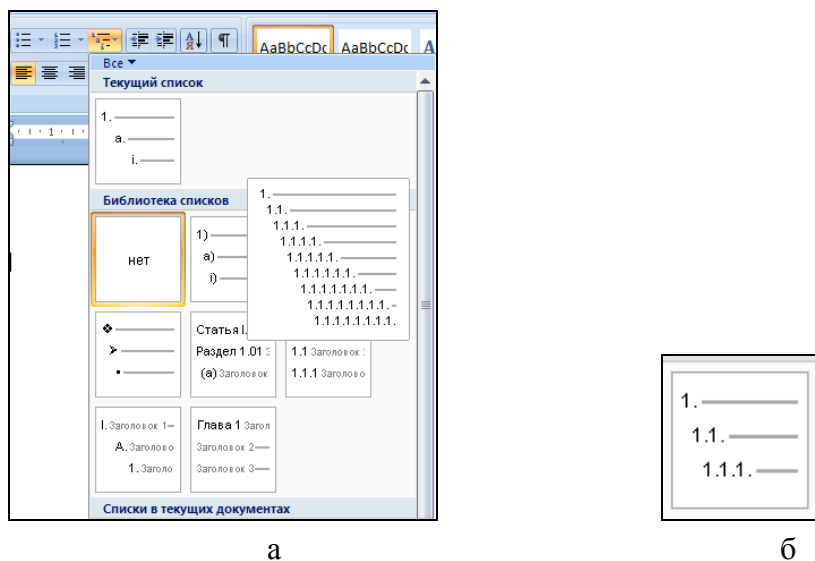 AaBbCcDc AaBbCcDc A
Все
Текущий список
1
1.
a.
i.
Библиотека списков
нет
1)
a)
i)
1.
1.1.
1.1.1.
1.1.1.1.
1.1.1.1.1.
1.1.1.1.1.1.
1.1.1.1.1.1.1.
1.1.1.1.1.1.1.1.
1.1.1.1.1.1.1.1.1.
Статья I.
Раздел 1.01 З
(a) Заголовок
1.1 Заголовок
1.1.1 Заголово
I. Заголовок 1
A. Заголово
1. Заголо
Глава 1 Загол
Заголовок 2
Заголовок 3
Списки в текущих документах
а
1.
1.1.
1.1.1.
б